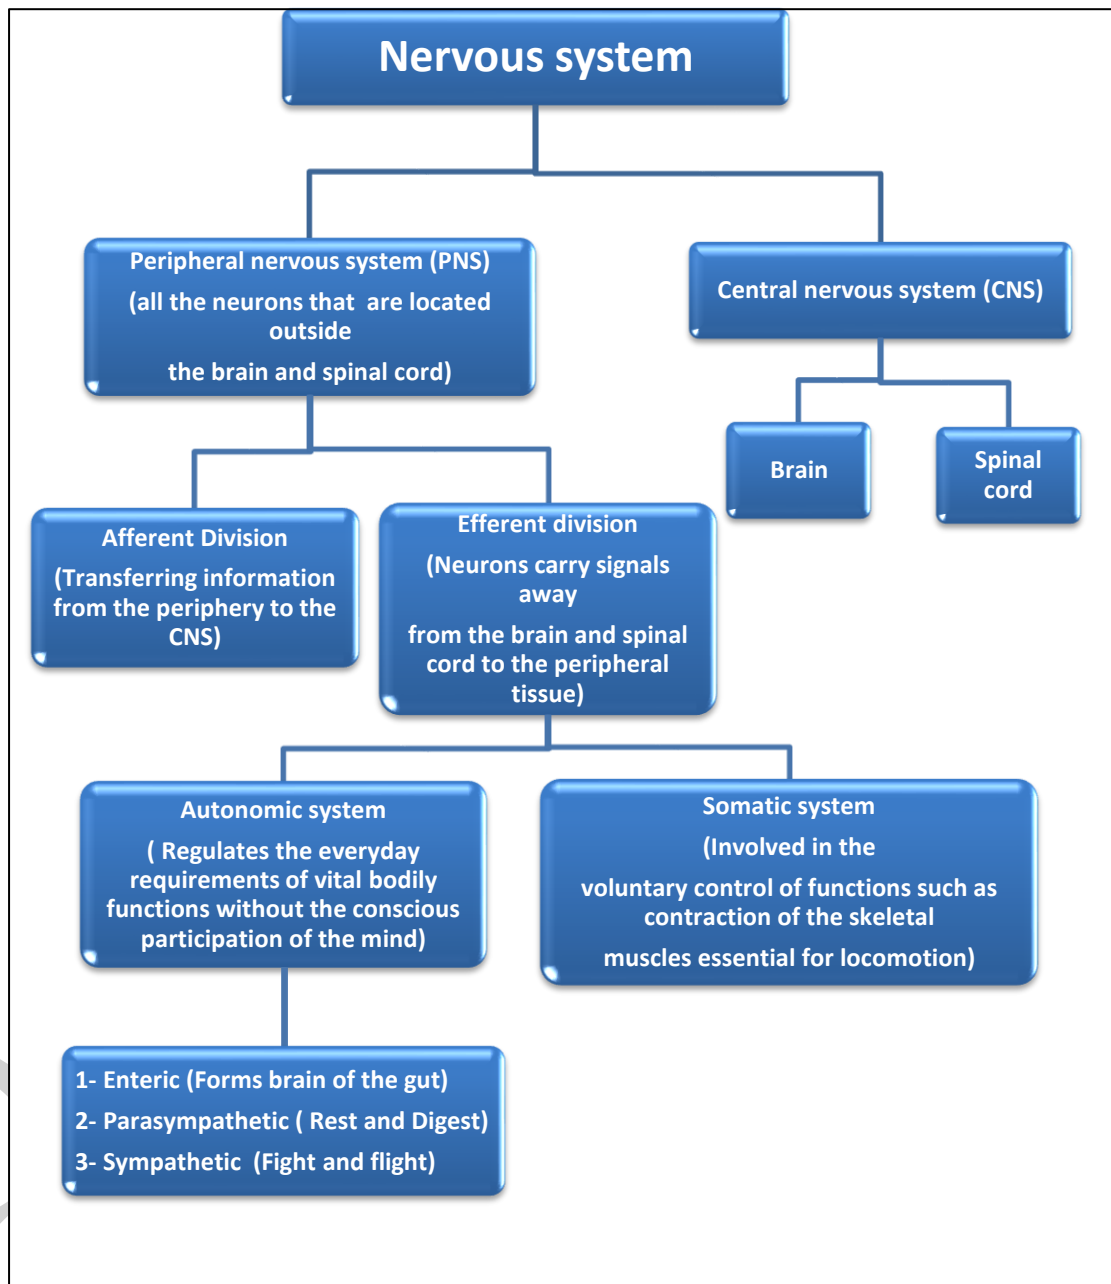 Nervous system
Peripheral nervous system (PNS)
(all the neurons that are located
outside
the brain and spinal cord)
Central nervous system (CNS)
Brain
Spinal
cord
Afferent Division
(Transferring information
from the periphery to the
CNS)
Efferent division
(Neurons carry signals
away
from the brain and spinal
cord to the peripheral
tissue)
Autonomic system
( Regulates the everyday
requirements of vital bodily
functions without the conscious
participation of the mind)
Somatic system
(Involved in the
voluntary control of functions such as
contraction of the skeletal
muscles essential for locomotion)
1- Enteric (Forms brain of the gut)
2- Parasympathetic ( Rest and Digest)
3- Sympathetic (Fight and flight)